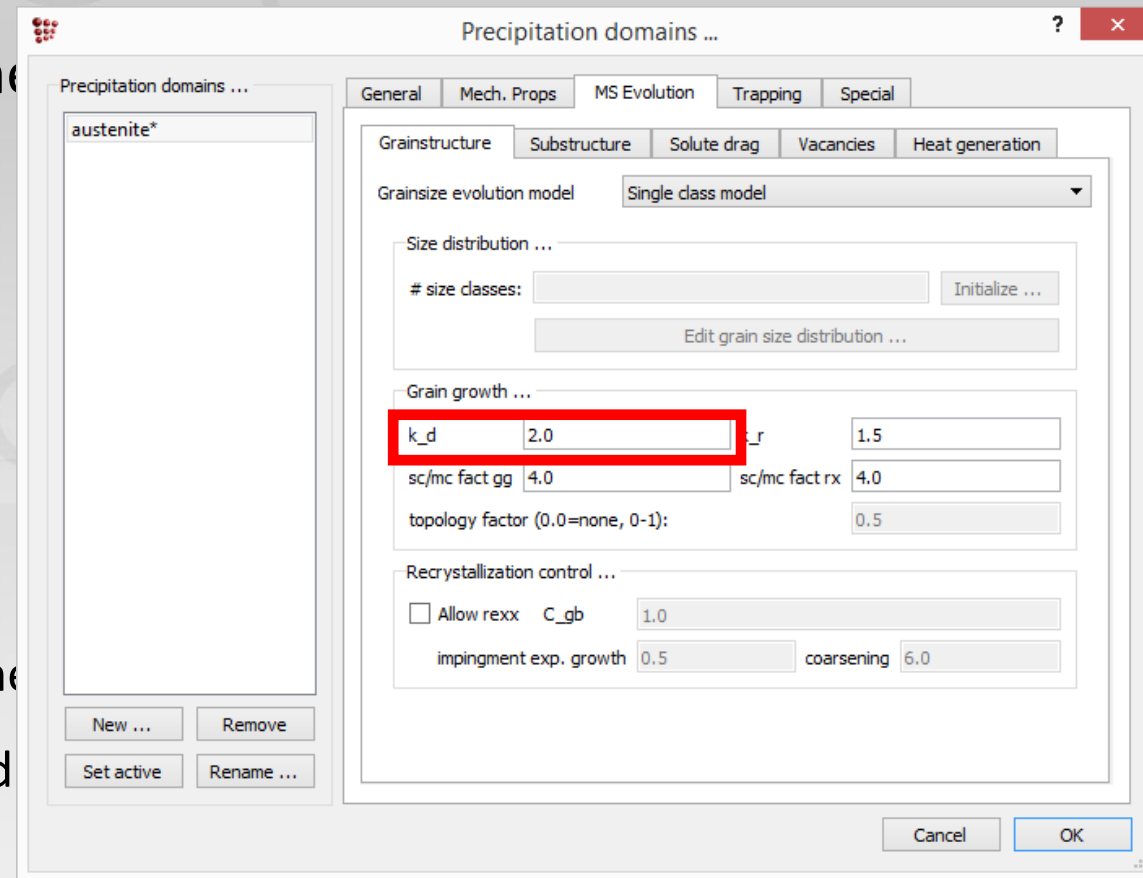 Precipitation domains ...
?
×
Precipitation domains ...
austenite*
New ...
Remove
Set active
Rename ...
General
Mech. Props
MS Evolution
Trapping
Special
Grainstructure
Substructure
Solute drag
Vacancies
Heat generation
Grainsize evolution model
Single class model
Size distribution ...
# size classes:
Initialize ...
Edit grain size distribution ...
Grain growth ...
k_d 2.0
1.5
sc/mc fact gg 4.0
sc/mc fact rx 4.0
topology factor (0.0=none, 0-1): 0.5
Recrystallization control ...
Allow rexx C_gb 1.0
impingment exp. growth 0.5
coarsening 6.0
Cancel
OK